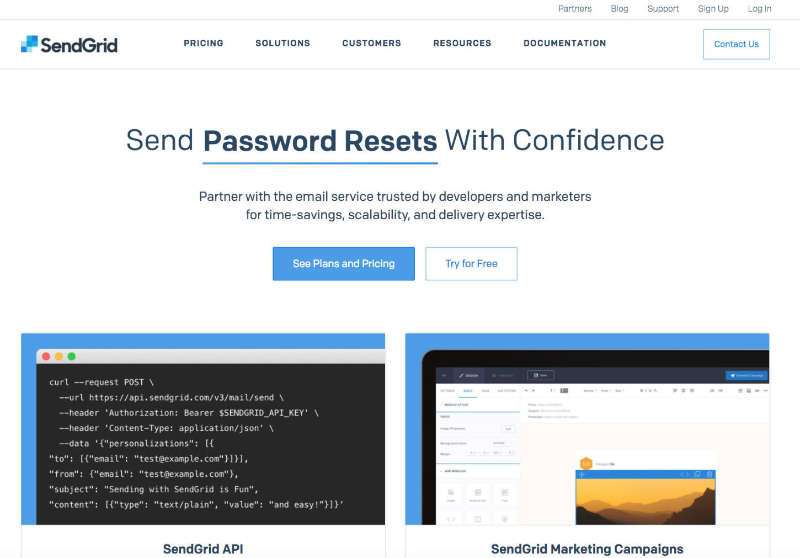 Partners Blog Support Sign Up Log In
SendGrid PRICING SOLUTIONS CUSTOMERS RESOURCES DOCUMENTATION Contact Us
Send Password Resets With Confidence
Partner with the email service trusted by developers and marketers
for time-savings, scalability, and delivery expertise.
See Plans and Pricing Try for Free
curl --request POST \
--url https://api.sendgrid.com/v3/mail/send \
--header 'Authorization: Bearer $SENDGRID_API_KEY' \
--header 'Content-Type: application/json' \
--data '{"personalizations": [{
"to": [{"email": "test@example.com"}]}],
"from": {"email": "test@example.com"},
"subject": "Sending with SendGrid is Fun",
"content": [{"type": "text/plain", "value": "and easy!"}]}'
SendGrid API
SendGrid Marketing Campaigns